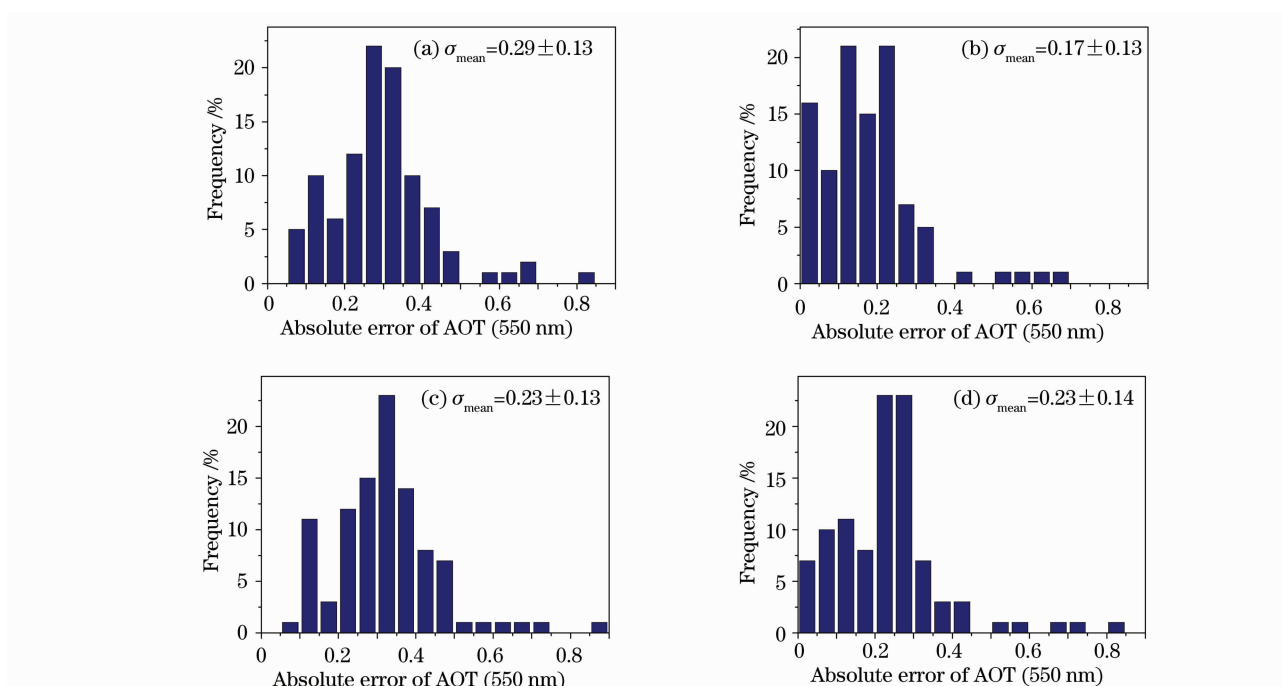 (a) σmean=0.29±0.13
Frequency /%
20
15
10
5
0
0 0.2 0.4 0.6 0.8
Absolute error of AOT (550 nm)
(b) σmean=0.17±0.13
Frequency /%
20
15
10
5
0
0 0.2 0.4 0.6 0.8
Absolute error of AOT (550 nm)
(c) σmean=0.23±0.13
Frequency /%
20
15
10
5
0
0 0.2 0.4 0.6 0.8
Absolute error of AOT (550 nm)
(d) σmean=0.23±0.14
Frequency /%
20
15
10
5
0
0 0.2 0.4 0.6 0.8
Absolute error of AOT (550 nm)